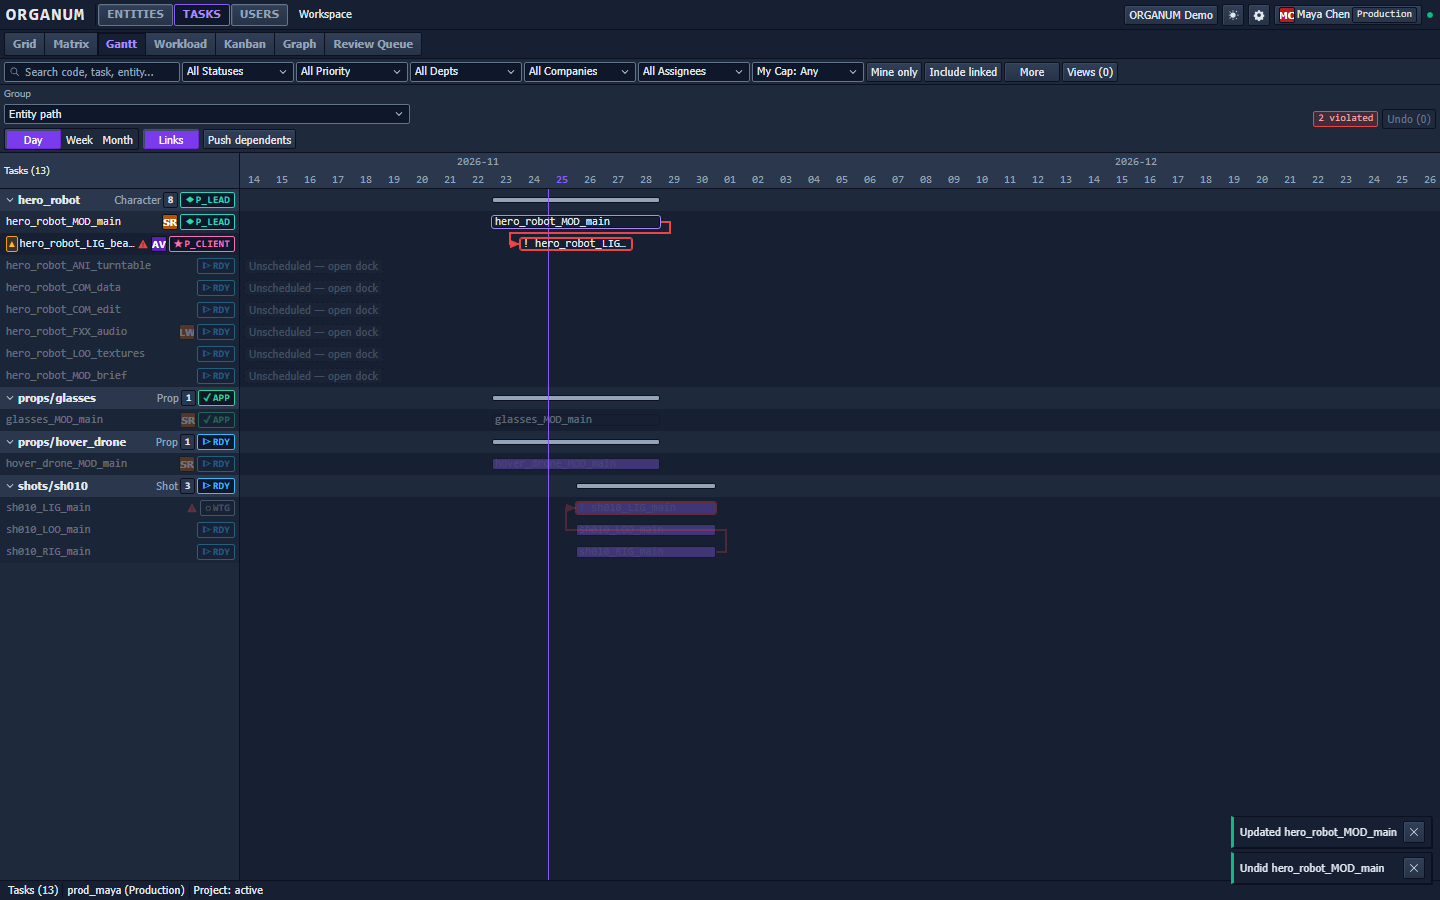 ORGANUM ENTITIES TASKS USERS Workspace ORGANUM Demo MC Maya Chen Production
Grid Matrix Gantt Workload Kanban Graph Review Queue
Search code, task, entity... All Statuses All Priority All Depts All Companies All Assignees My Cap: Any Mine only Include linked More Views (0)
Group
Entity path
2 violated Undo (0)
Day Week Month Links Push dependents
Tasks (13)
2026-11 2026-12
14 15 16 17 18 19 20 21 22 23 24 25 26 27 28 29 30 01 02 03 04 05 06 07 08 09 10 11 12 13 14 15 16 17 18 19 20 21 22 23 24 25 26
hero_robot Character 8 P_LEAD
hero_robot_MOD_main SR P_LEAD hero_robot_MOD_main
hero_robot_LIG_bea… AV P_CLIENT ! hero_robot_LIG…
hero_robot_ANI_turntable RDY Unscheduled — open dock
hero_robot_COM_data RDY Unscheduled — open dock
hero_robot_COM_edit RDY Unscheduled — open dock
hero_robot_FXX_audio LW RDY Unscheduled — open dock
hero_robot_LOO_textures RDY Unscheduled — open dock
hero_robot_MOD_brief RDY Unscheduled — open dock
props/glasses Prop 1 APP
glasses_MOD_main SR APP glasses_MOD_main
props/hover_drone Prop 1 RDY
hover_drone_MOD_main SR RDY hover_drone_MOD_main
shots/sh010 Shot 3 RDY
sh010_LIG_main WTG ! sh010_LIG_main
sh010_LOO_main RDY sh010_LOO_main
sh010_RIG_main RDY sh010_RIG_main
Updated hero_robot_MOD_main
Undid hero_robot_MOD_main
Tasks (13) prod_maya (Production) Project: active